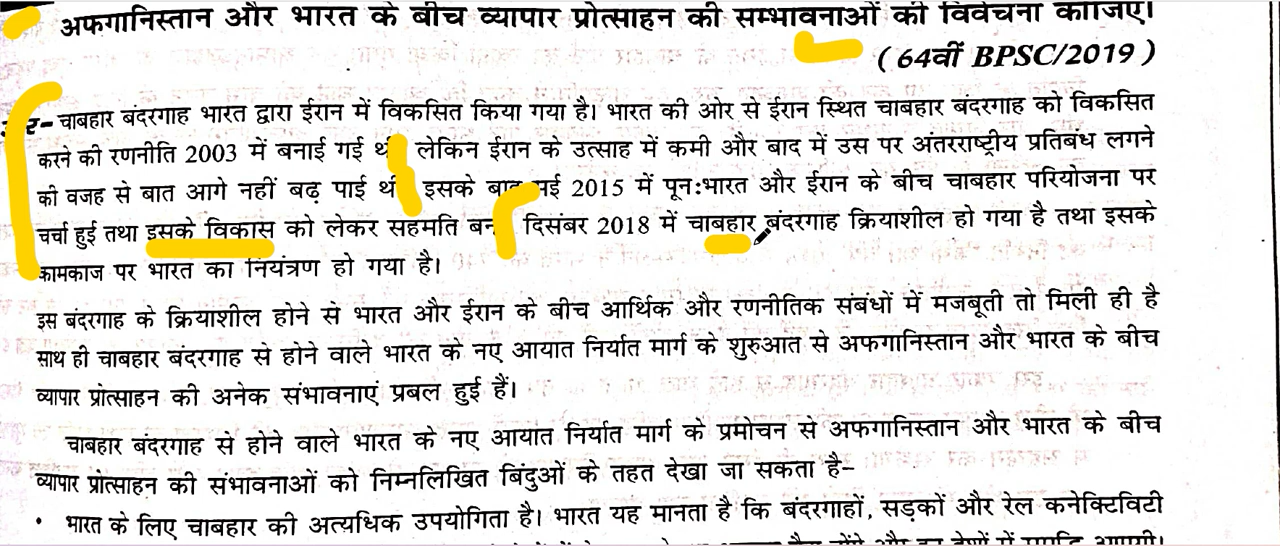 अफगानिस्तान और भारत के बीच व्यापार प्रोत्साहन की सम्भावनाओं की विवेचना कीजिए।
( 64वीं BPSC/2019 )
चाबहार बंदरगाह भारत द्वारा ईरान में विकसित किया गया है। भारत की ओर से ईरान स्थित चाबहार बंदरगाह को विकसित
करने की रणनीति 2003 में बनाई गई लेकिन ईरान के उत्साह में कमी और बाद में उस पर अंतरराष्ट्रीय प्रतिबंध लगने
की वजह से बात आगे नहीं बढ़ पाई इसके बाद मई 2015 में पून:भारत और ईरान के बीच चाबहार परियोजना पर
चर्चा हुई तथा इसके विकास को लेकर सहमति दिसंबर 2018 में चाबहार बंदरगाह क्रियाशील हो गया है तथा इसके
कामकाज पर भारत का नियंत्रण हो गया है।
इस बंदरगाह के क्रियाशील होने से भारत और ईरान के बीच आर्थिक और रणनीतिक संबंधों में मजबूती तो मिली ही है
साथ ही चाबहार बंदरगाह से होने वाले भारत के नए आयात निर्यात मार्ग के शुरुआत से अफगानिस्तान और भारत के बीच
व्यापार प्रोत्साहन की अनेक संभावनाएं प्रबल हुई हैं।
चाबहार बंदरगाह से होने वाले भारत के नए आयात निर्यात मार्ग के प्रमोचन से अफगानिस्तान और भारत के बीच
व्यापार प्रोत्साहन की संभावनाओं को निम्नलिखित बिंदुओं के तहत देखा जा सकता है–
• भारत के लिए चाबहार की अत्यधिक उपयोगिता है। भारत यह मानता है कि बंदरगाहों, सड़कों और रेल कनेक्टिविटी